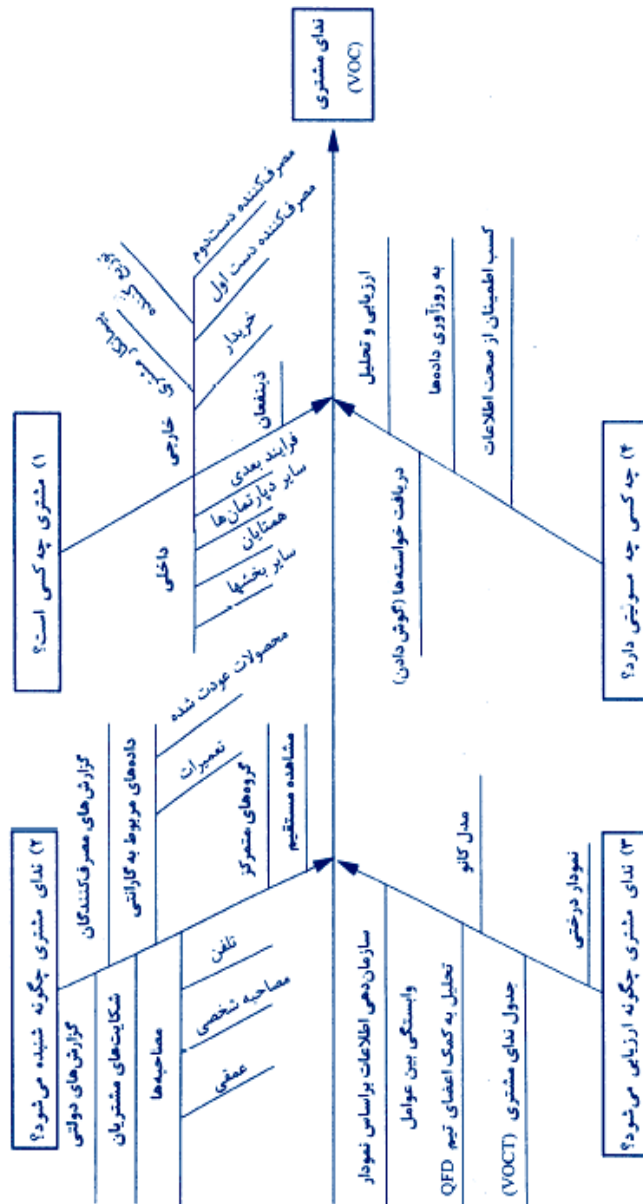 ندای مشتری
(VOC)
۱) مشتری چه کسی است؟
خارجی
پیمانکار مشتری
توزیع کننده
مصرف‌کننده دست‌دوم
مصرف‌کننده دست اول
خریدار
ذینفعان
داخلی
فرایند بعدی
سایر دپارتمان‌ها
همتایان
سایر بخشها
۲) ندای مشتری چگونه شنیده می‌شود؟
گزارش‌های مصرف‌کنندگان
داده‌های مربوط به گارانتی
محصولات عودت شده
تعمیرات
گروه‌های متمرکز
مشاهده مستقیم
گزارش‌های دولتی
شکایت‌های مشتریان
مصاحبه‌ها
تلفن
مصاحبه شخصی
عمقی
۳) ندای مشتری چگونه ارزیابی می‌شود؟
مدل کانو
نمودار درختی
سازمان‌دهی اطلاعات براساس نمودار
وابستگی بین عوامل
تحلیل به کمک اعضای تیم QFD
جدول ندای مشتری (VOCT)
۴) چه کسی چه مسوٌلیتی دارد؟
ارزیابی و تحلیل
به روزآوری داده‌ها
کسب اطمینان از صحت اطلاعات
دریافت خواسته‌ها (گوش دادن)